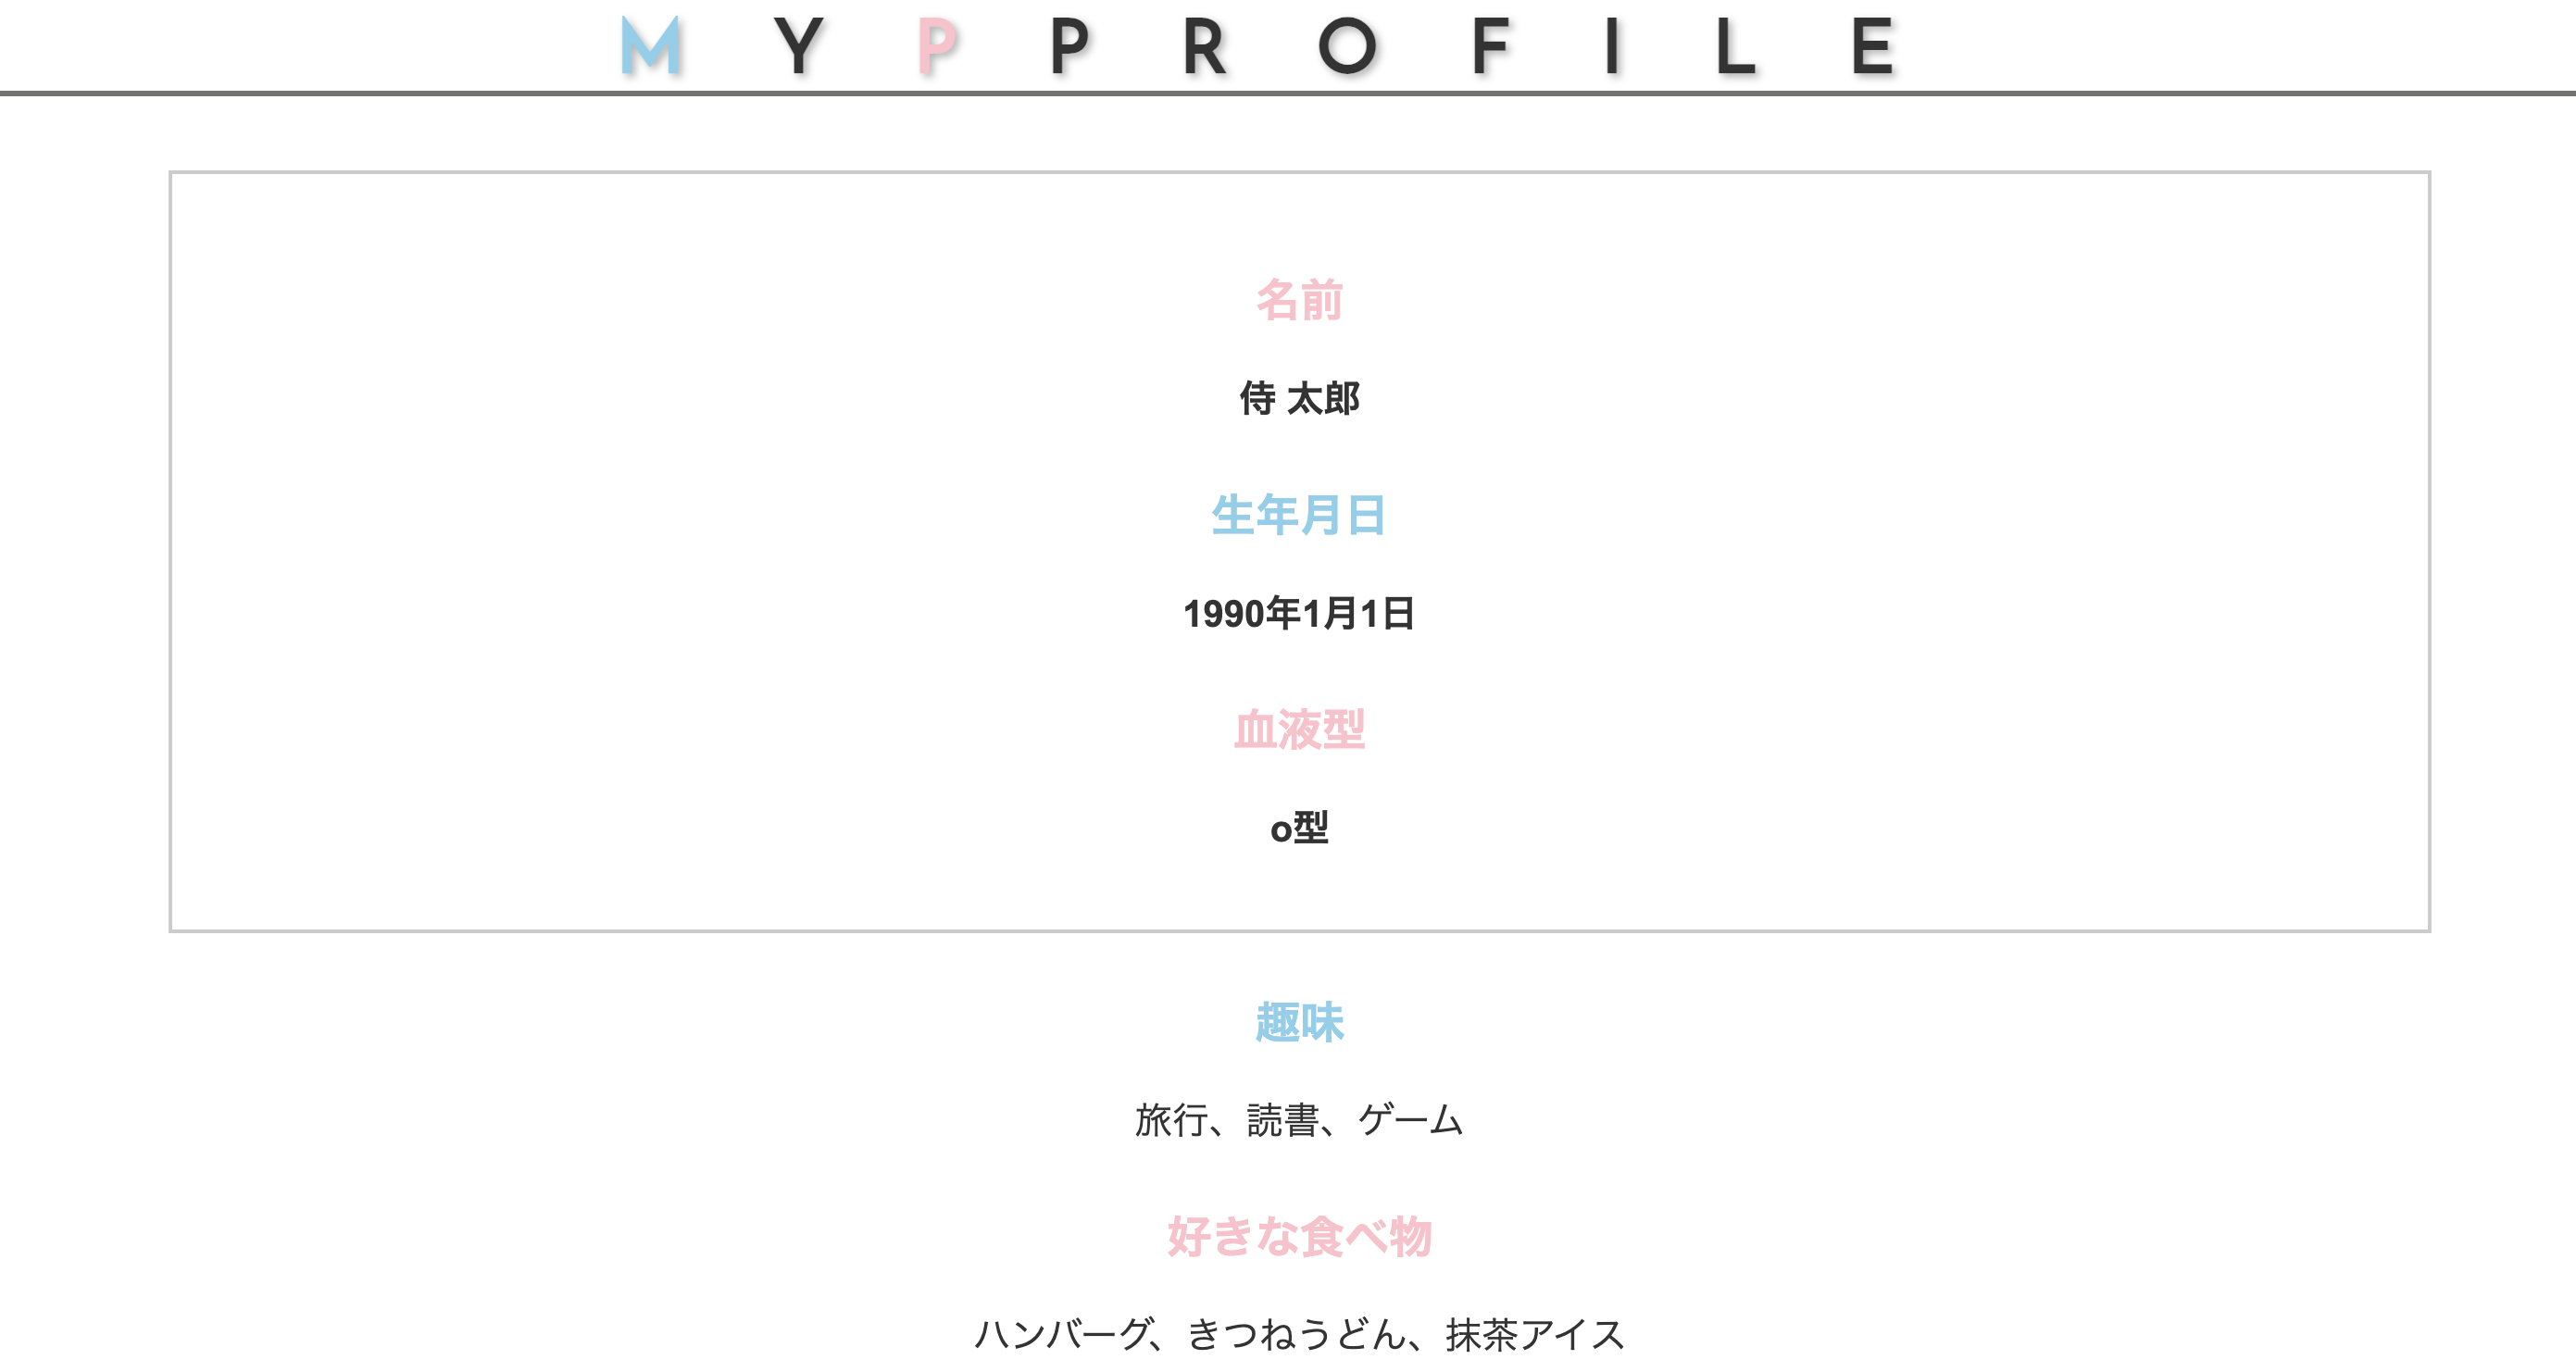 MYPPROFILE
名前
侍 太郎
生年月日
1990年1月1日
血液型
o型
趣味
旅行、読書、ゲーム
好きな食べ物
ハンバーグ、きつねうどん、抹茶アイス